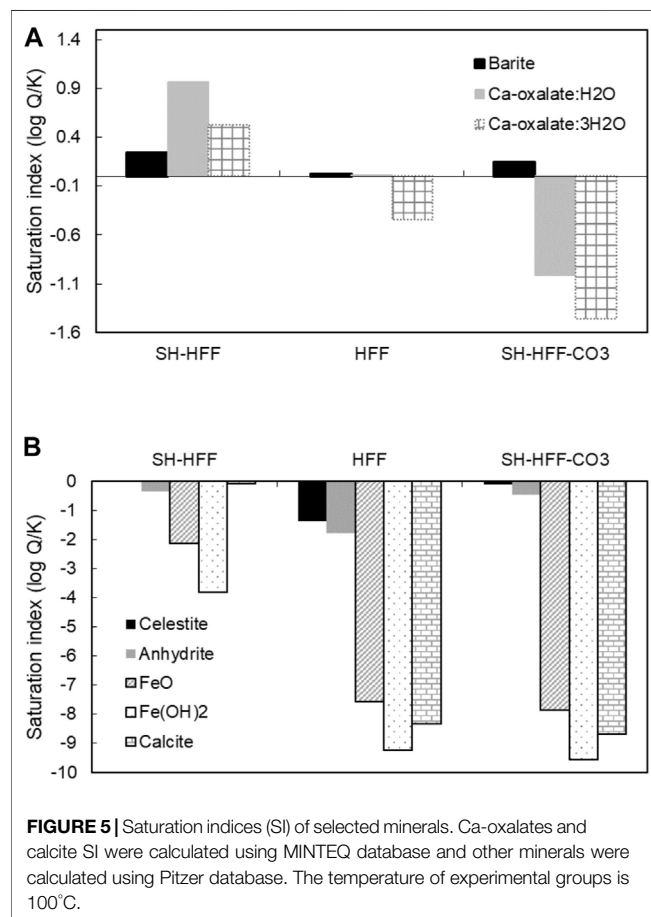 A
1.4
0.9
0.4
-0.1
-0.6
-1.1
-1.6
Saturation index (log Q/K)
Barite
Ca-oxalate:H2O
Ca-oxalate:3H2O
SH-HFF HFF SH-HFF-CO3
B
SH-HFF HFF SH-HFF-CO3
0
-1
-2
-3
-4
-5
-6
-7
-8
-9
-10
Saturation index (log Q/K)
Celestite
Anhydrite
FeO
Fe(OH)2
Calcite
FIGURE 5 | Saturation indices (SI) of selected minerals. Ca-oxalates and
calcite SI were calculated using MINTEQ database and other minerals were
calculated using Pitzer database. The temperature of experimental groups is
100°C.